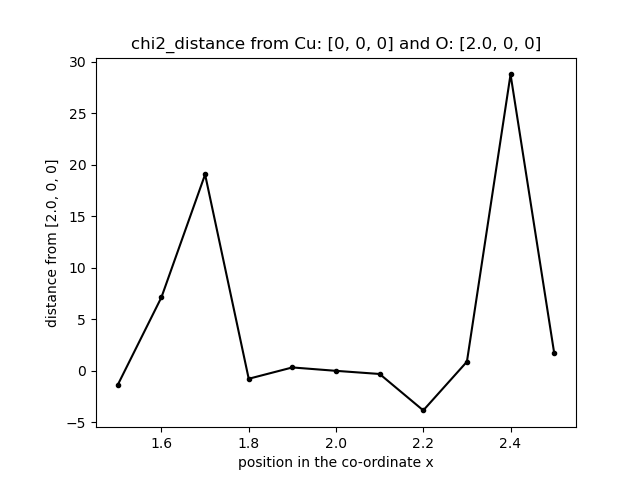 chi2_distance from Cu: [0, 0, 0] and O: [2.0, 0, 0]
30
25
20
15
10
5
0
−5
distance from [2.0, 0, 0]
1.6 1.8 2.0 2.2 2.4
position in the co-ordinate x